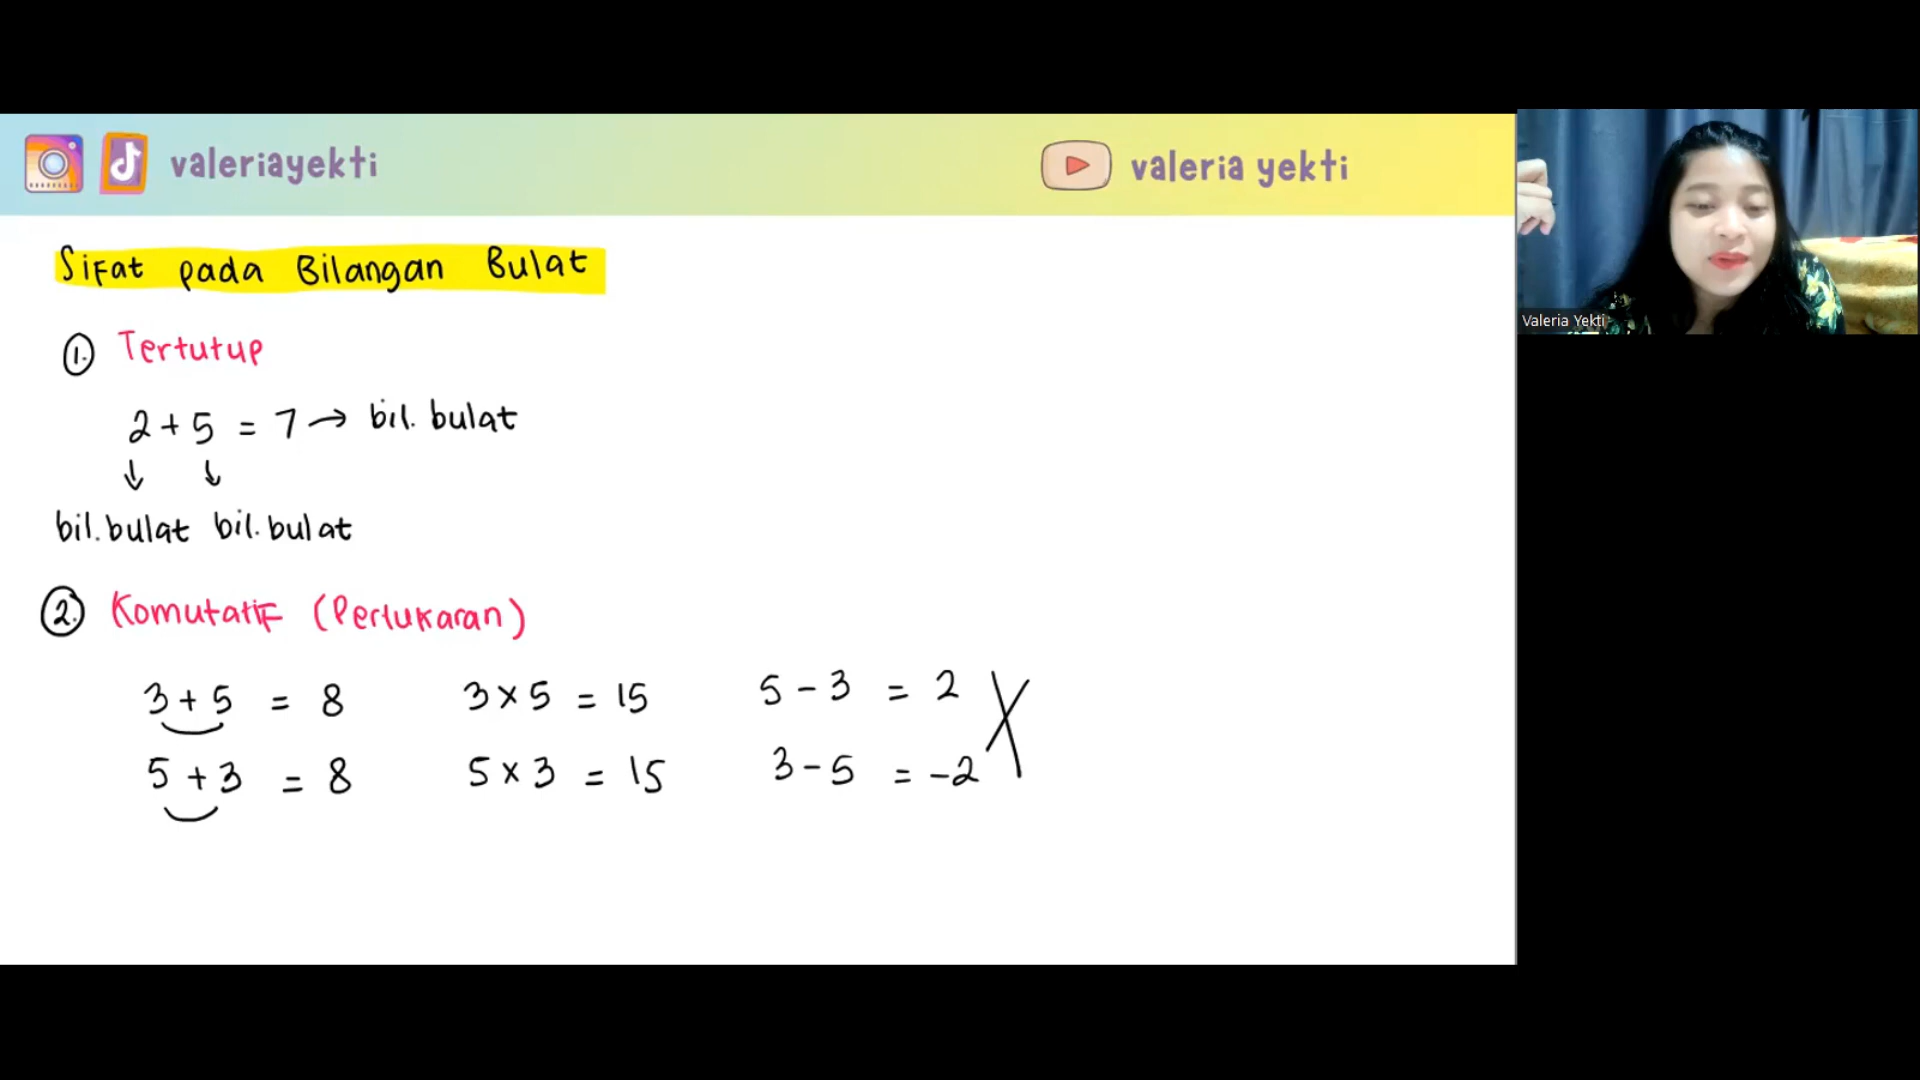 valeriayekti
valeria yekti
Valeria Yekti
Sifat pada Bilangan Bulat
1. Tertutup
2 + 5 = 7 → bil. bulat
↓ ↓
bil. bulat bil. bulat
2. Komutatif (Pertukaran)
3 + 5 = 8 3 × 5 = 15 5 - 3 = 2
5 + 3 = 8 5 × 3 = 15 3 - 5 = -2